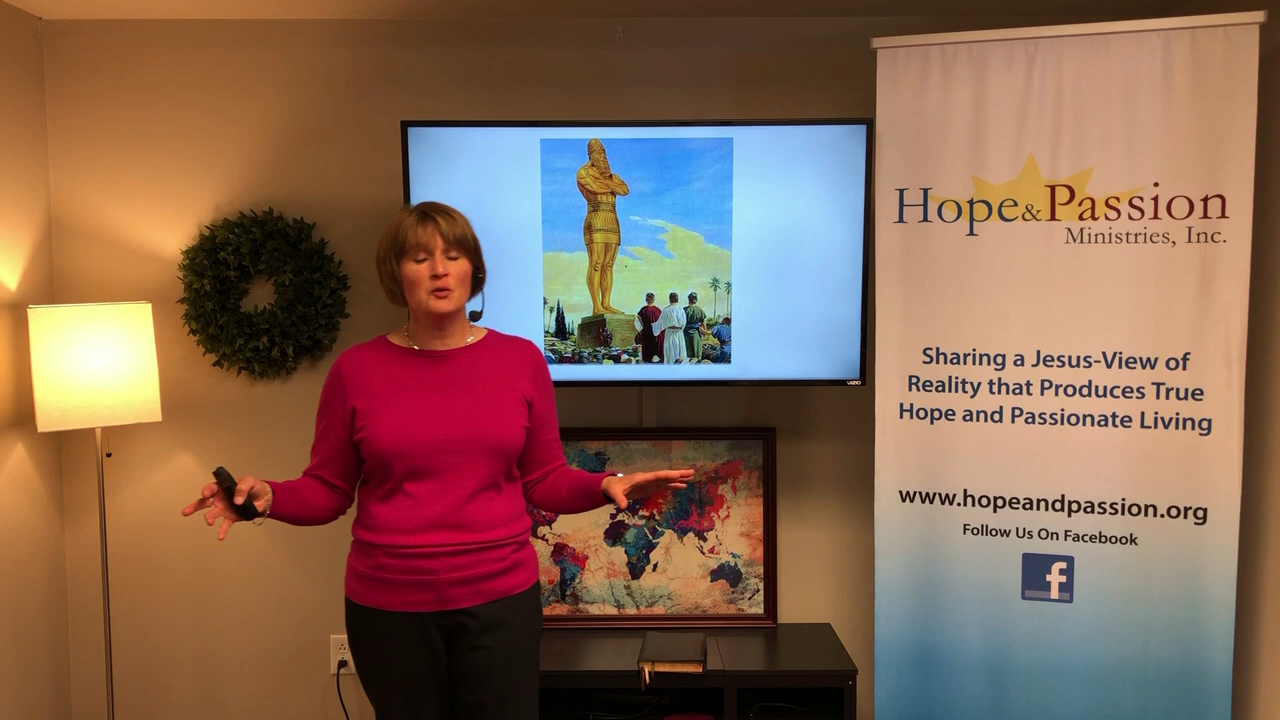 VIZIO
Hope&Passion
Ministries, Inc.
Sharing a Jesus-View of
Reality that Produces True
Hope and Passionate Living
www.hopeandpassion.org
Follow Us On Facebook
f